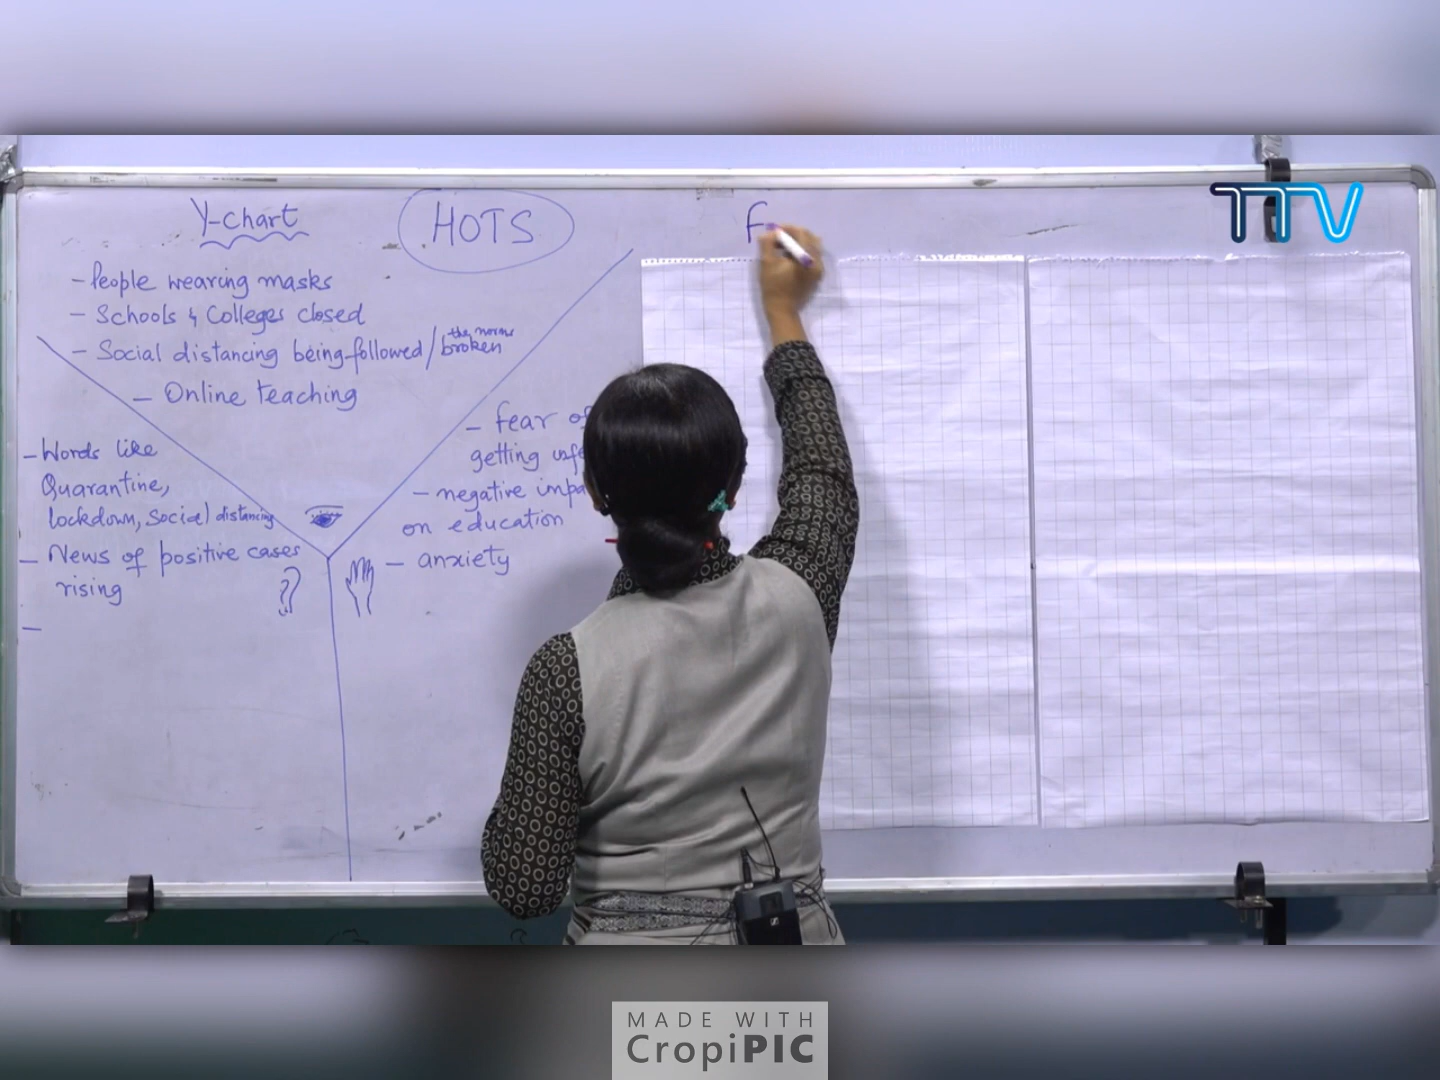 Y-chart
HOTS
F
TTV
- People wearing masks
- Schools & Colleges closed
- Social distancing being followed/ the norms
broken
- Online teaching
- Words like
Quarantine,
lockdown, social distancing
- News of positive cases
rising
-
- fear of
getting
- negative
on education
- anxiety
MADE WITH
CropiPIC